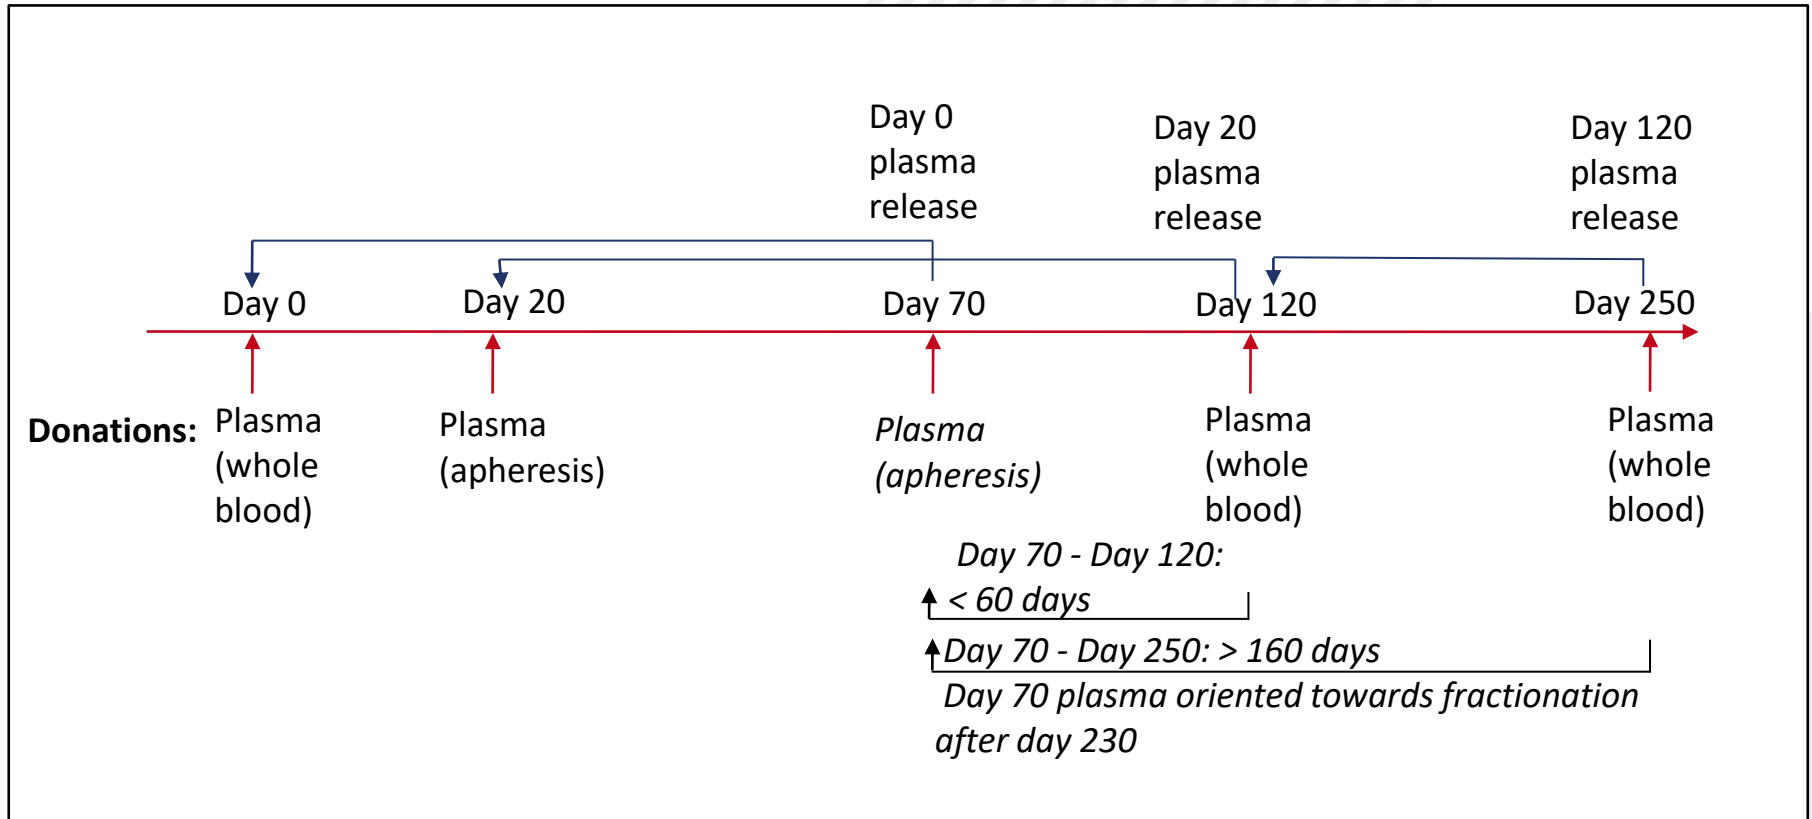 Day 0
plasma
release
Day 20
plasma
release
Day 120
plasma
release
Day 0
Day 20
Day 70
Day 120
Day 250
Donations:
Plasma
(whole
blood)
Plasma
(apheresis)
Plasma
(apheresis)
Plasma
(whole
blood)
Plasma
(whole
blood)
Day 70 - Day 120:
< 60 days
Day 70 - Day 250: > 160 days
Day 70 plasma oriented towards fractionation
after day 230